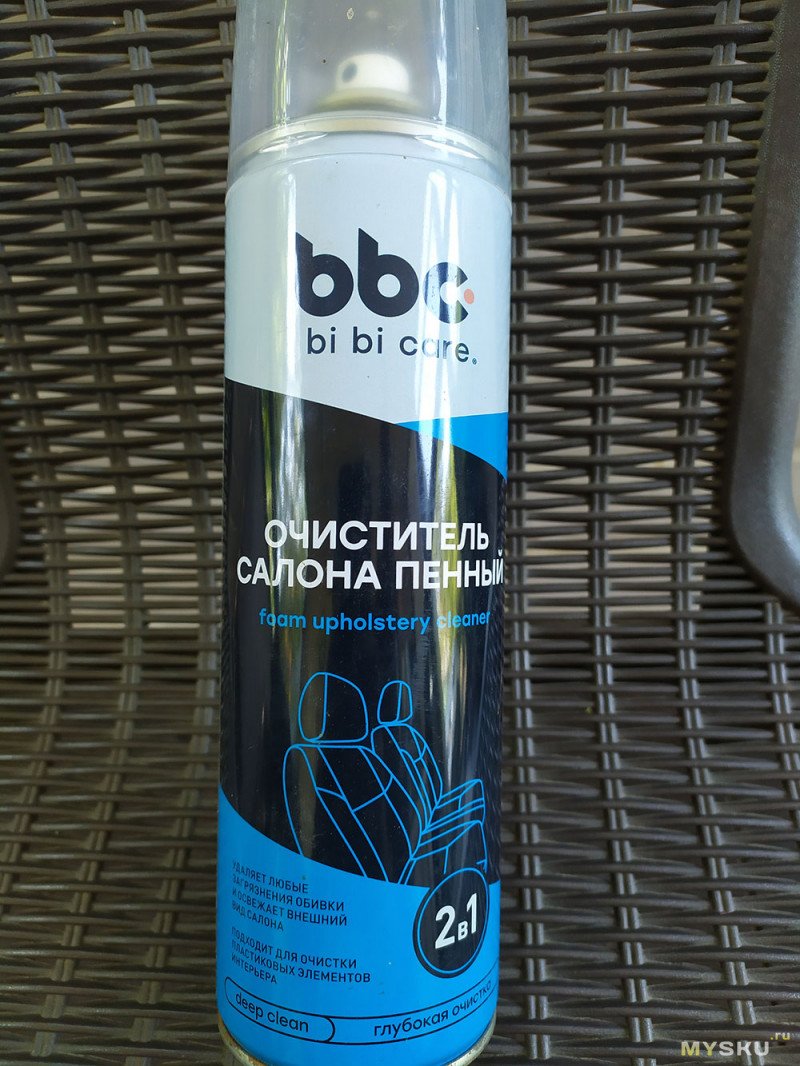 bbc
bi bi care®
ОЧИСТИТЕЛЬ
САЛОНА ПЕННЫЙ
foam upholstery cleaner
УДАЛЯЕТ ЛЮБЫЕ
ЗАГРЯЗНЕНИЯ ОБИВКИ
И ОСВЕЖАЕТ ВНЕШНИЙ
ВИД САЛОНА
ПОДХОДИТ ДЛЯ ОЧИСТКИ
ПЛАСТИКОВЫХ ЭЛЕМЕНТОВ
ИНТЕРЬЕРА
2в1
deep clean
глубокая очистка
MYSKU.ru